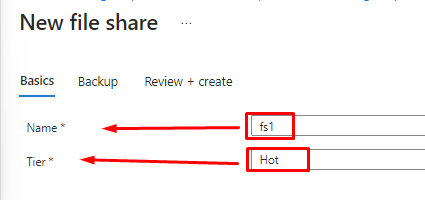 New file share ...
Basics Backup Review + create
Name * fs1
Tier * Hot